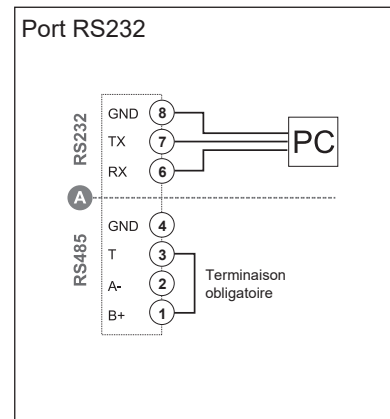 Port RS232
RS232
GND 8
TX 7
RX 6
PC
A
RS485
GND 4
T 3
A- 2
B+ 1
Terminaison
obligatoire